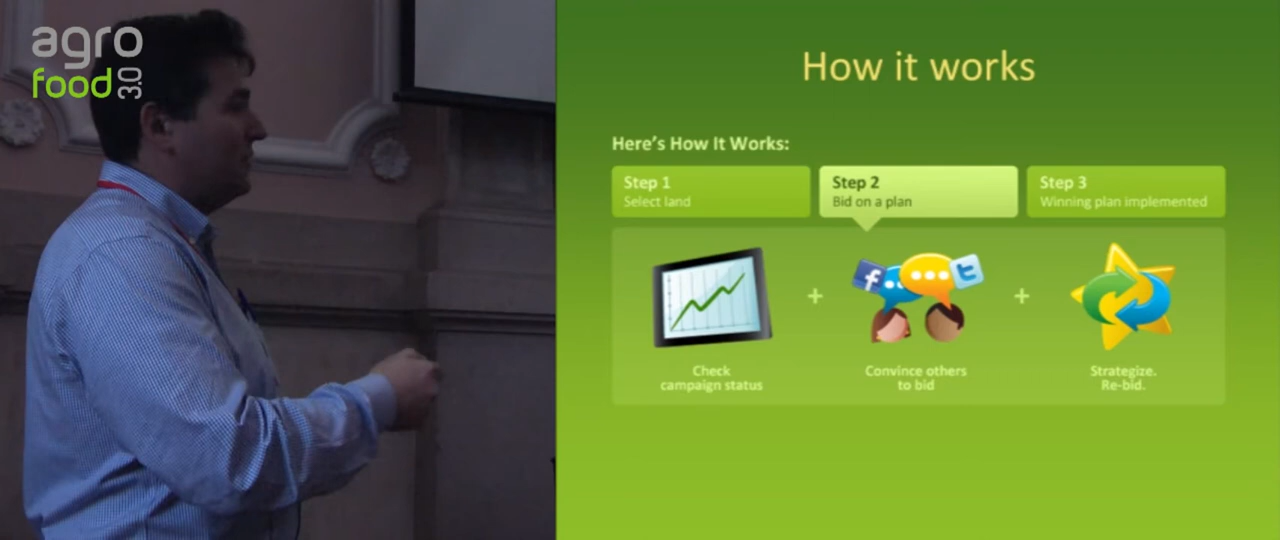 agro
food 3.0
How it works
Here's How It Works:
Step 1
Select land
Step 2
Bid on a plan
Step 3
Winning plan implemented
Check
campaign status
Convince others
to bid
Strategize.
Re-bid.